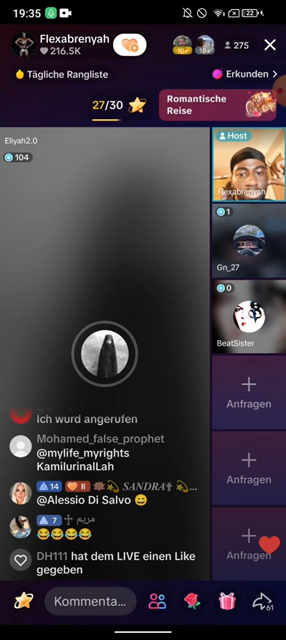 19:35
22
Flexabrenyah
216.5K
275
Tägliche Rangliste
Erkunden
27/30
Romantische
Reise
Eliyah2.0
104
Host
Flexabrenyah
1
Gn_27
0
BeatSister
Anfragen
Anfragen
Anfragen
Ich wurd angerufen
Mohamed_false_prophet
@mylife_myrights
KamilurinalLah
14 II 𝑆𝐴𝑁𝐷𝑅𝐴✝ ...
@Alessio Di Salvo 😄
7 مريم
😂😂😂😂
DH111 hat dem LIVE einen Like
gegeben
Kommenta...
61